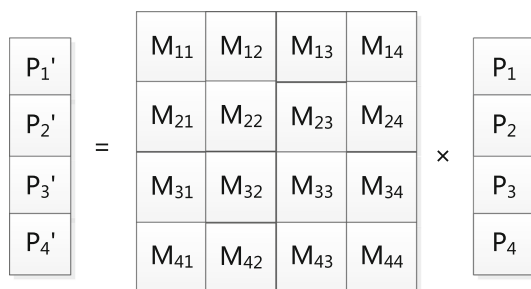 P₁' M₁₁ M₁₂ M₁₃ M₁₄ P₁
P₂' M₂₁ M₂₂ M₂₃ M₂₄ P₂
= ×
P₃' M₃₁ M₃₂ M₃₃ M₃₄ P₃
P₄' M₄₁ M₄₂ M₄₃ M₄₄ P₄